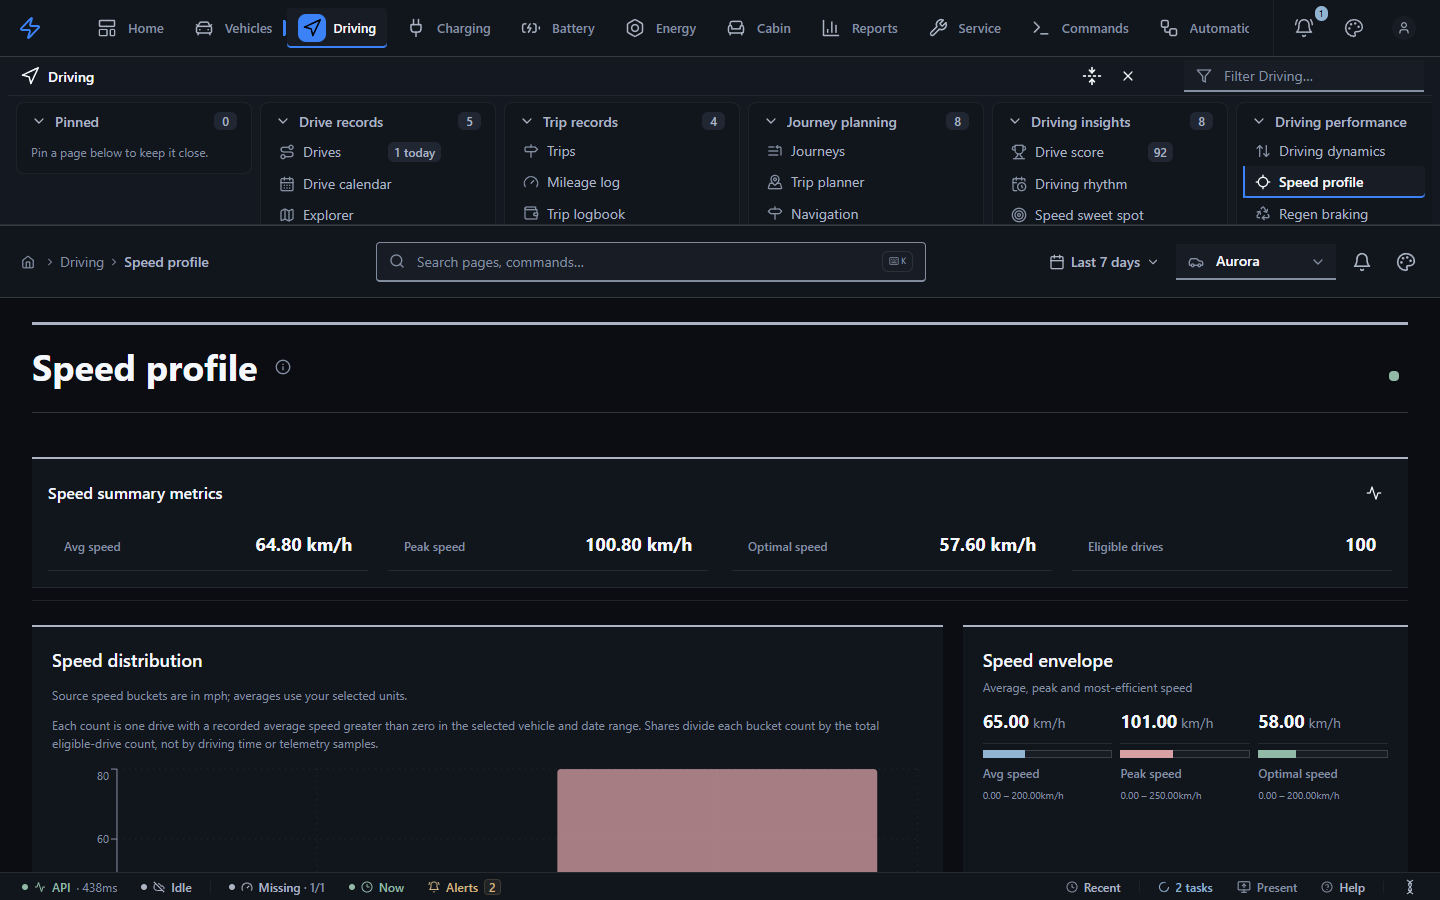 Home Vehicles Driving Charging Battery Energy Cabin Reports Service Commands Automatic 1
Driving Filter Driving...
Pinned 0 Drive records 5 Trip records 4 Journey planning 8 Driving insights 8 Driving performance
Pin a page below to keep it close. Drives 1 today Trips Journeys Drive score 92 Driving dynamics
Drive calendar Mileage log Trip planner Driving rhythm Speed profile
Explorer Trip logbook Navigation Speed sweet spot Regen braking
Driving Speed profile Search pages, commands... K Last 7 days Aurora
Speed profile
Speed summary metrics
Avg speed 64.80 km/h Peak speed 100.80 km/h Optimal speed 57.60 km/h Eligible drives 100
Speed distribution
Source speed buckets are in mph; averages use your selected units.
Each count is one drive with a recorded average speed greater than zero in the selected vehicle and date range. Shares divide each bucket count by the total
eligible-drive count, not by driving time or telemetry samples.
80
60
Speed envelope
Average, peak and most-efficient speed
65.00 km/h 101.00 km/h 58.00 km/h
Avg speed Peak speed Optimal speed
0.00 – 200.00km/h 0.00 – 250.00km/h 0.00 – 200.00km/h
API · 438ms Idle Missing · 1/1 Now Alerts 2 Recent 2 tasks Present Help